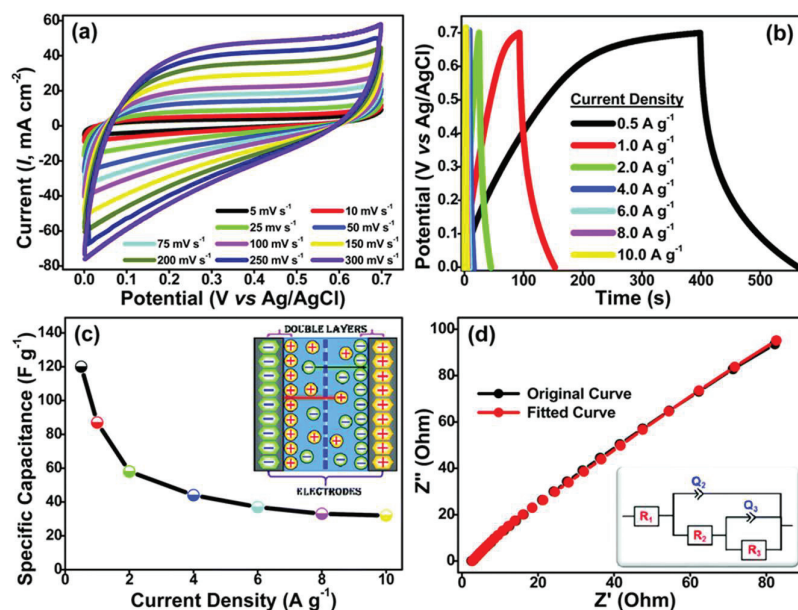 (a)
Current (I, mA cm⁻²)
60
40
20
0
-20
-40
-60
-80
5 mV s⁻¹ 10 mV s⁻¹
25 mV s⁻¹ 50 mV s⁻¹
75 mV s⁻¹ 100 mV s⁻¹ 150 mV s⁻¹
200 mV s⁻¹ 250 mV s⁻¹ 300 mV s⁻¹
0.0 0.1 0.2 0.3 0.4 0.5 0.6 0.7
Potential (V vs Ag/AgCl)
(b)
Potential (V vs Ag/AgCl)
0.7
0.6
0.5
0.4
0.3
0.2
0.1
0.0
Current Density
0.5 A g⁻¹
1.0 A g⁻¹
2.0 A g⁻¹
4.0 A g⁻¹
6.0 A g⁻¹
8.0 A g⁻¹
10.0 A g⁻¹
0 100 200 300 400 500
Time (s)
(c)
Specific Capacitance (F g⁻¹)
140
120
100
80
60
40
20
0
DOUBLE LAYERS
ELECTRODES
0 2 4 6 8 10
Current Density (A g⁻¹)
(d)
Z'' (Ohm)
100
80
60
40
20
0
Original Curve
Fitted Curve
Q₂
Q₃
R₁
R₂
R₃
0 20 40 60 80
Z' (Ohm)